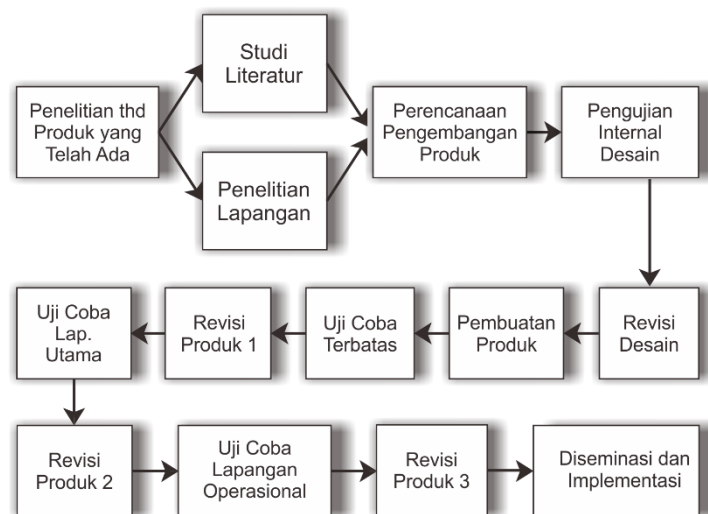 Penelitian thd
Produk yang
Telah Ada
Studi
Literatur
Penelitian
Lapangan
Perencanaan
Pengembangan
Produk
Pengujian
Internal
Desain
Revisi
Desain
Pembuatan
Produk
Uji Coba
Terbatas
Revisi
Produk 1
Uji Coba
Lap.
Utama
Revisi
Produk 2
Uji Coba
Lapangan
Operasional
Revisi
Produk 3
Diseminasi dan
Implementasi